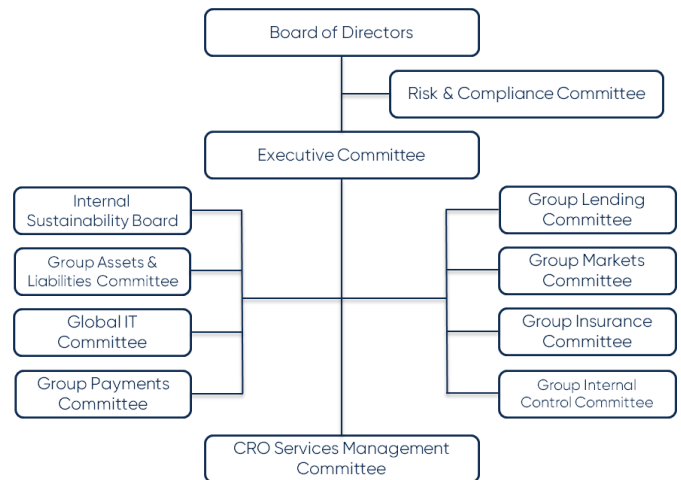 Board of Directors
Risk & Compliance Committee
Executive Committee
Internal
Sustainability Board
Group Assets &
Liabilities Committee
Global IT
Committee
Group Payments
Committee
Group Lending
Committee
Group Markets
Committee
Group Insurance
Committee
Group Internal
Control Committee
CRO Services Management
Committee